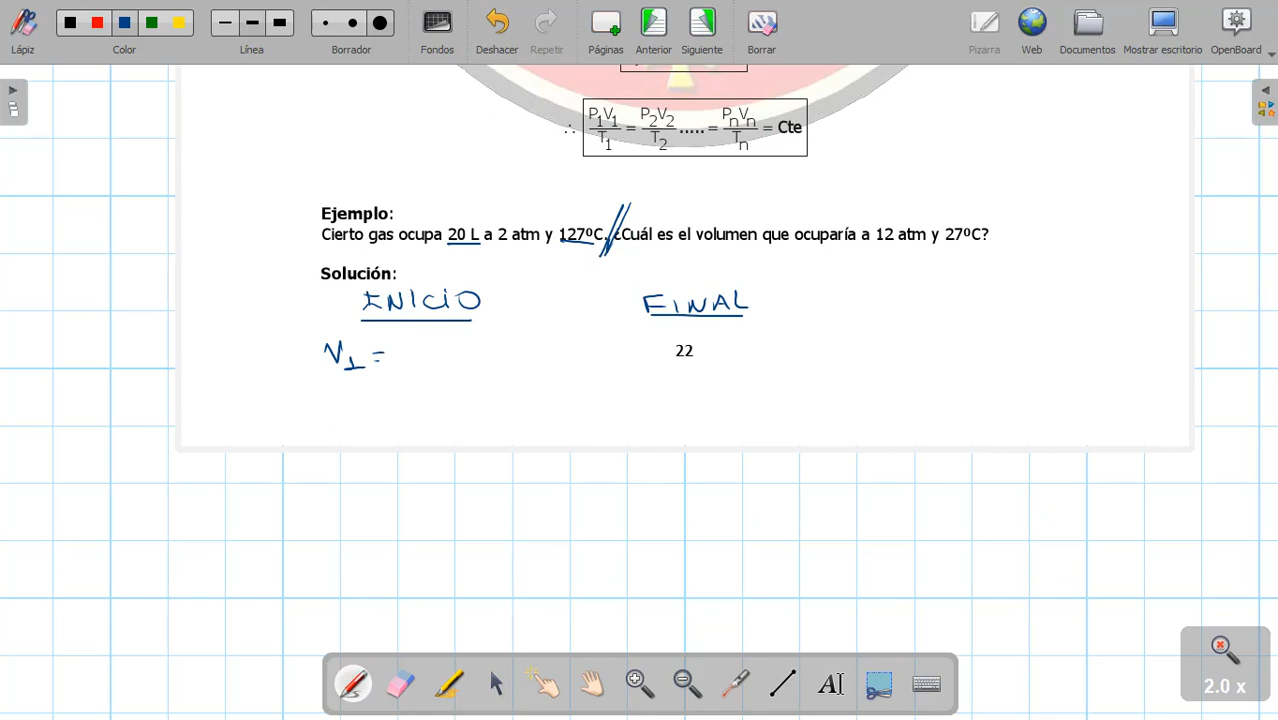 Lápiz Color Línea Borrador Fondos Deshacer Repetir Páginas Anterior Siguiente Borrar Pizarra Web Documentos Mostrar escritorio OpenBoard
∴ P1V1/T1 = P2V2/T2 ..... = PnVn/Tn = Cte
Ejemplo:
Cierto gas ocupa 20 L a 2 atm y 127ºC. ¿Cuál es el volumen que ocuparía a 12 atm y 27ºC?
Solución:
INICIO FINAL
V1 =
22
2.0 x